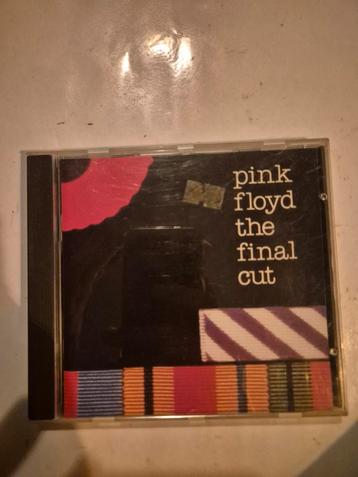 pink
floyd the
final
cut